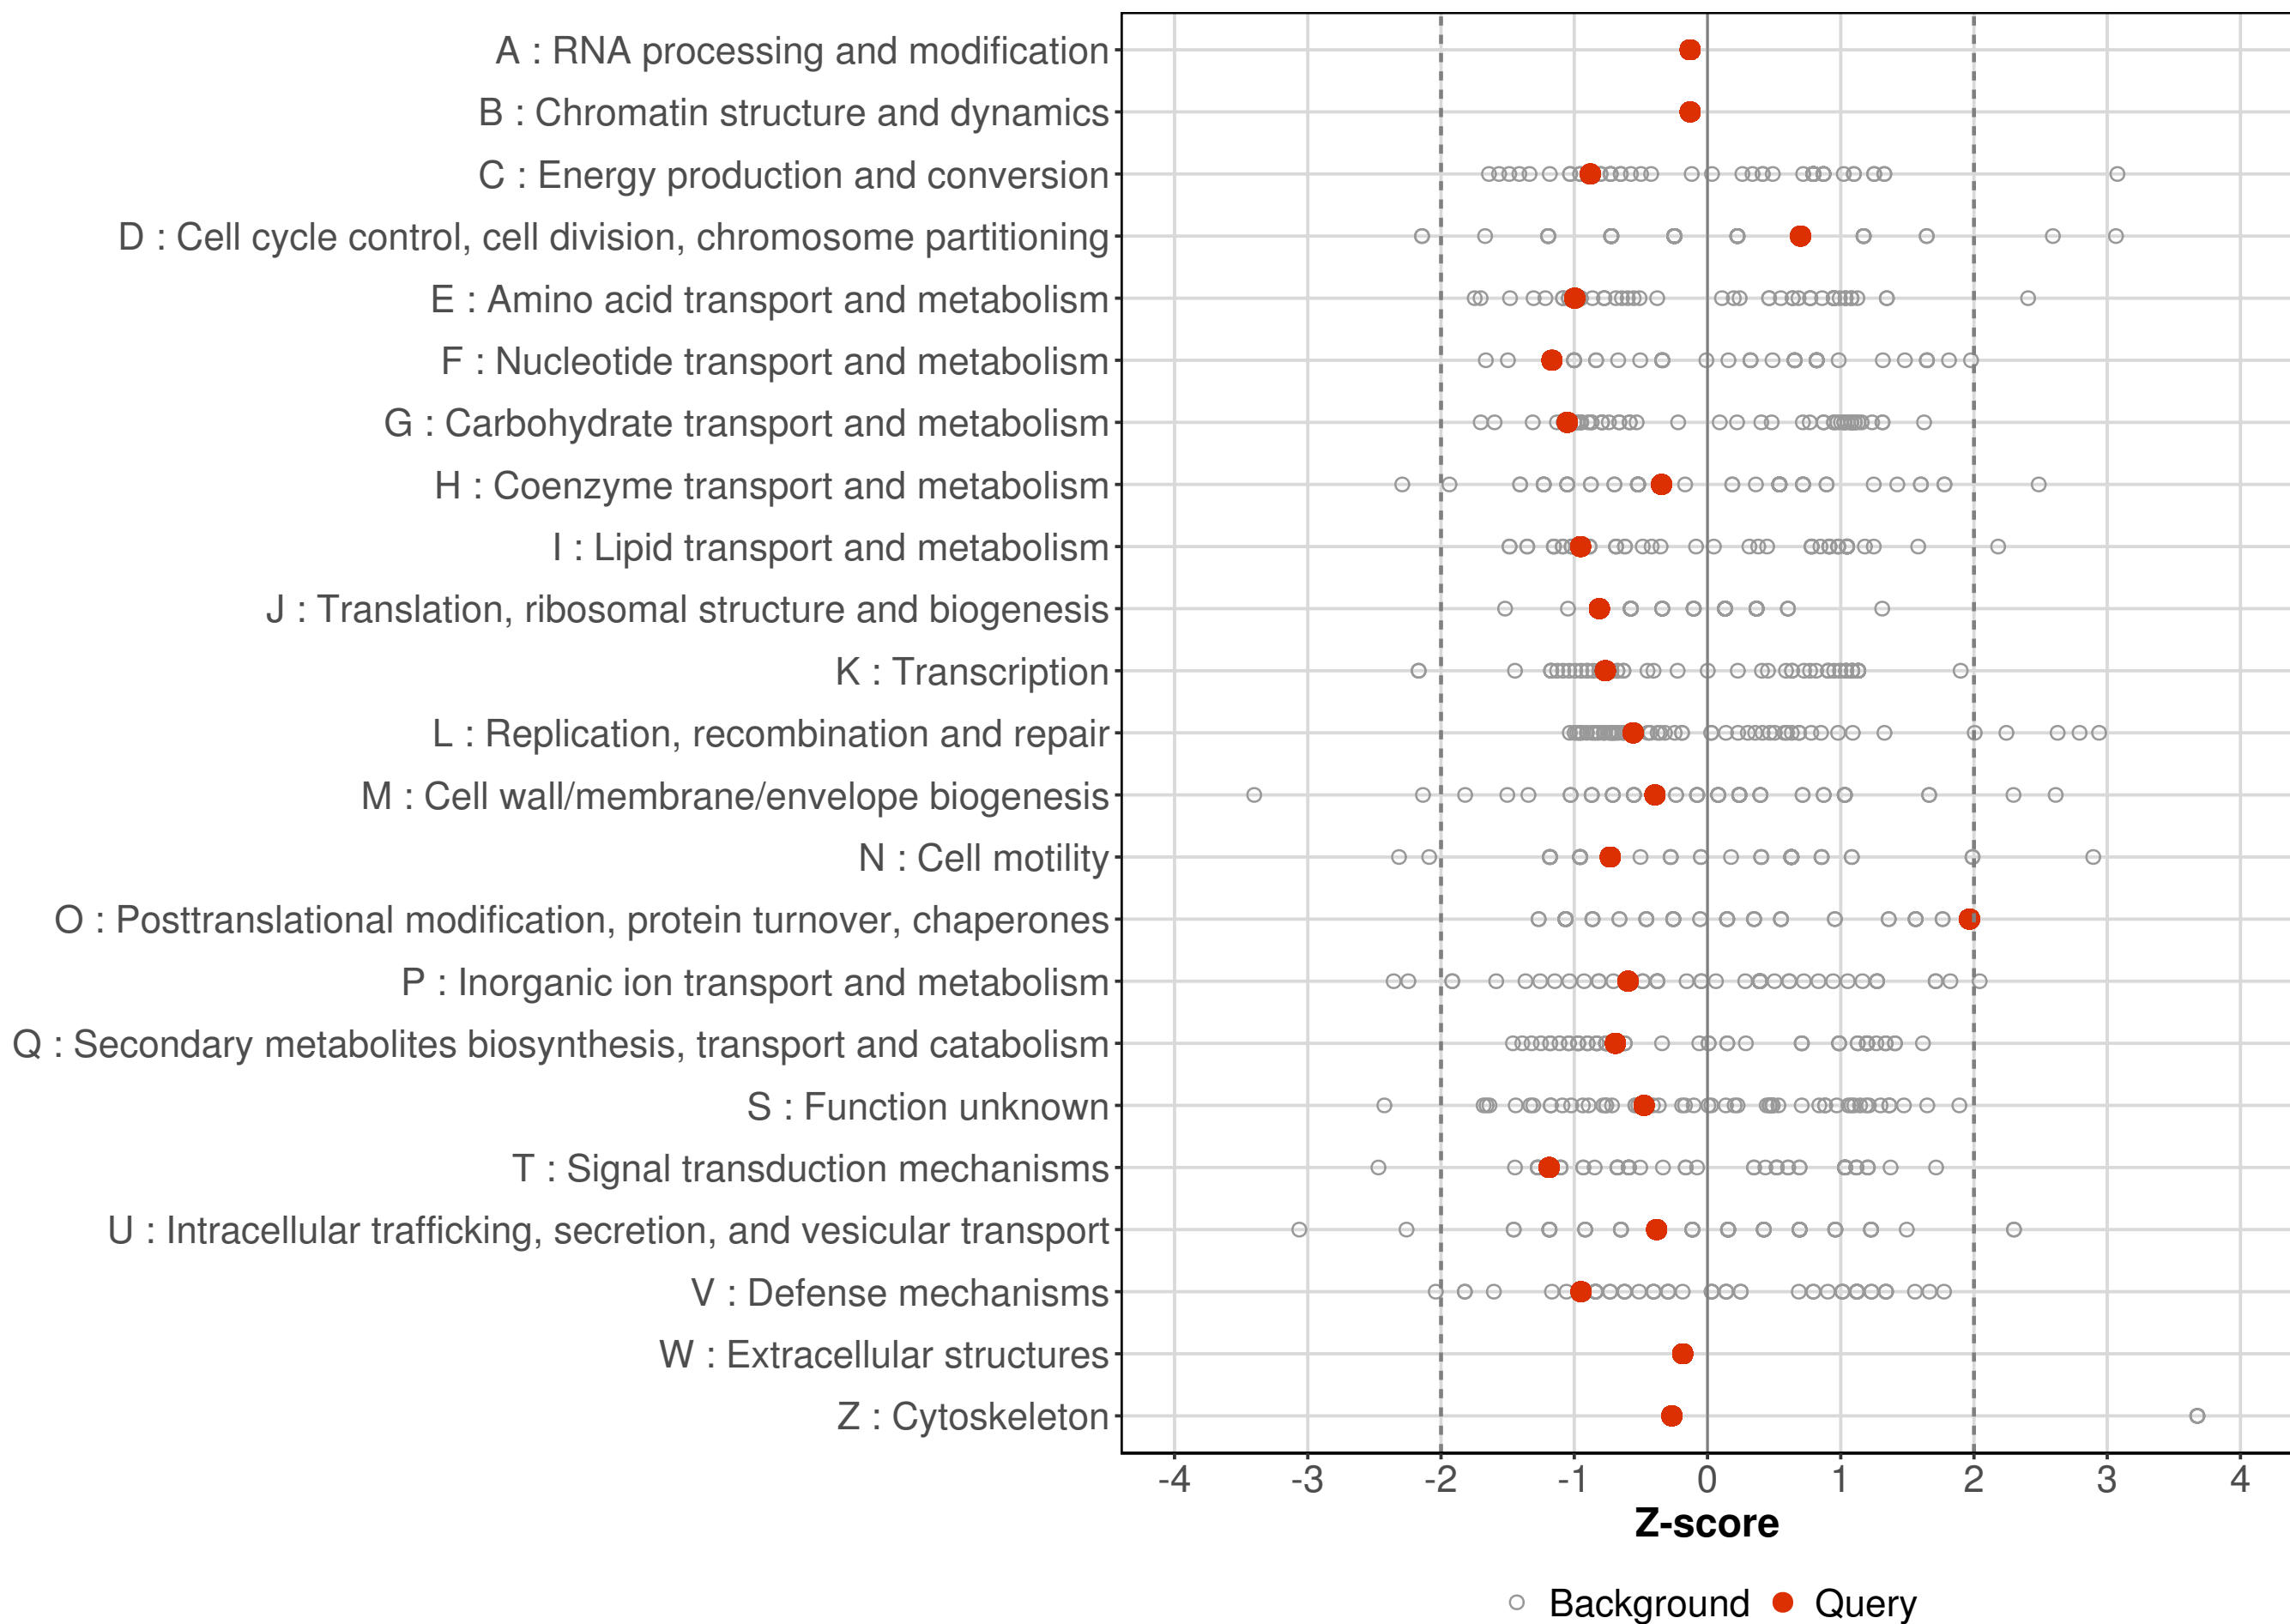 A : RNA processing and modification
B : Chromatin structure and dynamics
C : Energy production and conversion
D : Cell cycle control, cell division, chromosome partitioning
E : Amino acid transport and metabolism
F : Nucleotide transport and metabolism
G : Carbohydrate transport and metabolism
H : Coenzyme transport and metabolism
I : Lipid transport and metabolism
J : Translation, ribosomal structure and biogenesis
K : Transcription
L : Replication, recombination and repair
M : Cell wall/membrane/envelope biogenesis
N : Cell motility
O : Posttranslational modification, protein turnover, chaperones
P : Inorganic ion transport and metabolism
Q : Secondary metabolites biosynthesis, transport and catabolism
S : Function unknown
T : Signal transduction mechanisms
U : Intracellular trafficking, secretion, and vesicular transport
V : Defense mechanisms
W : Extracellular structures
Z : Cytoskeleton
-4 -3 -2 -1 0 1 2 3 4
Z-score
Background Query